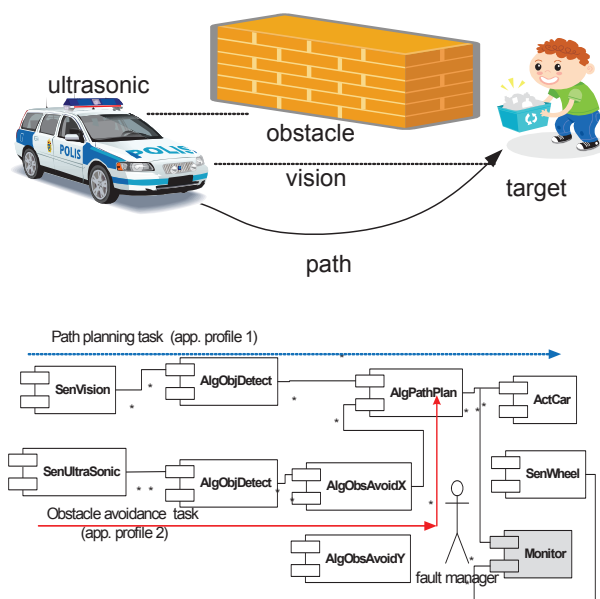 ultrasonic
POLIS
POLIS
obstacle
vision
target
path
Path planning task (app. profile 1)
SenVision
*
AlgObjDetect
*
AlgPathPlan
* * *
ActCar
*
SenUltraSonic
* *
AlgObjDetect
* *
AlgObsAvoidX
*
SenWheel
Obstacle avoidance task
(app. profile 2)
AlgObsAvoidY
fault manager
*
*
Monitor